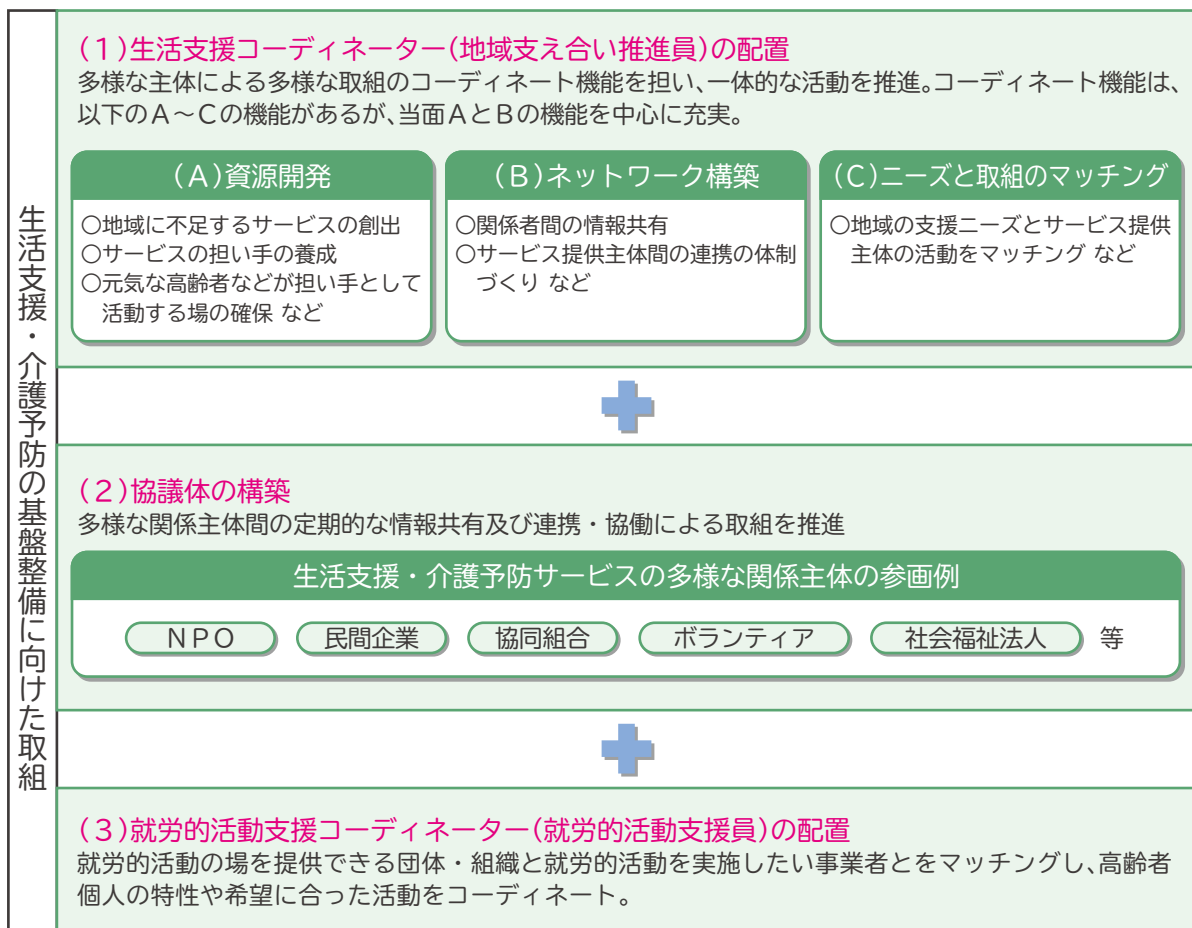 生活支援・介護予防の基盤整備に向けた取組
(1)生活支援コーディネーター(地域支え合い推進員)の配置
多様な主体による多様な取組のコーディネート機能を担い、一体的な活動を推進。コーディネート機能は、
以下のA～Cの機能があるが、当面AとBの機能を中心に充実。
(A)資源開発
○地域に不足するサービスの創出
○サービスの担い手の養成
○元気な高齢者などが担い手として
活動する場の確保 など
(B)ネットワーク構築
○関係者間の情報共有
○サービス提供主体間の連携の体制
づくり など
(C)ニーズと取組のマッチング
○地域の支援ニーズとサービス提供
主体の活動をマッチング など
(2)協議体の構築
多様な関係主体間の定期的な情報共有及び連携・協働による取組を推進
生活支援・介護予防サービスの多様な関係主体の参画例
NPO 民間企業 協同組合 ボランティア 社会福祉法人 等
(3)就労的活動支援コーディネーター(就労的活動支援員)の配置
就労的活動の場を提供できる団体・組織と就労的活動を実施したい事業者とをマッチングし、高齢者
個人の特性や希望に合った活動をコーディネート。